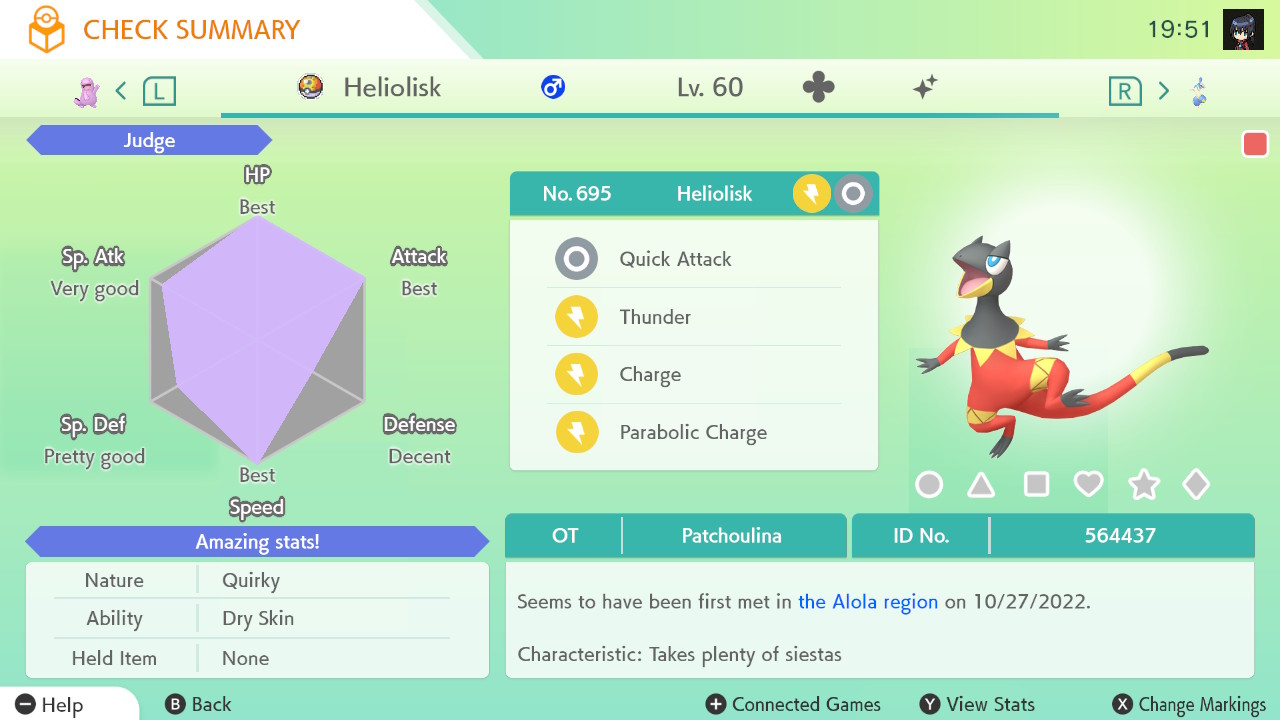 CHECK SUMMARY
19:51
L
Heliolisk
Lv. 60
R
Judge
HP
Best
Sp. Atk
Very good
Attack
Best
Sp. Def
Pretty good
Defense
Decent
Best
Speed
Amazing stats!
Nature Quirky
Ability Dry Skin
Held Item None
No. 695 Heliolisk
Quick Attack
Thunder
Charge
Parabolic Charge
OT Patchoulina
ID No. 564437
Seems to have been first met in the Alola region on 10/27/2022.
Characteristic: Takes plenty of siestas
Help
B Back
Connected Games
Y View Stats
X Change Markings